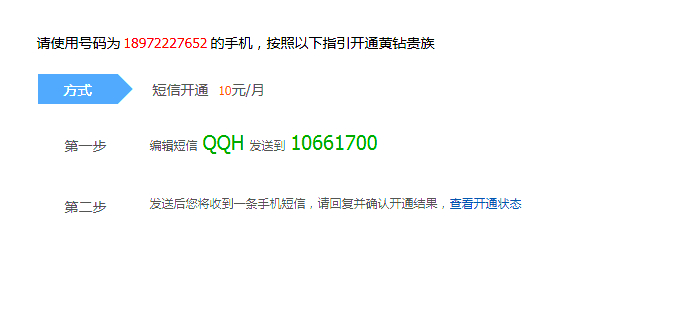 请使用号码为 18972227652 的手机，按照以下指引开通黄钻贵族
方式 短信开通 10元/月
第一步 编辑短信 QQH 发送到 10661700
第二步 发送后您将收到一条手机短信，请回复并确认开通结果，查看开通状态